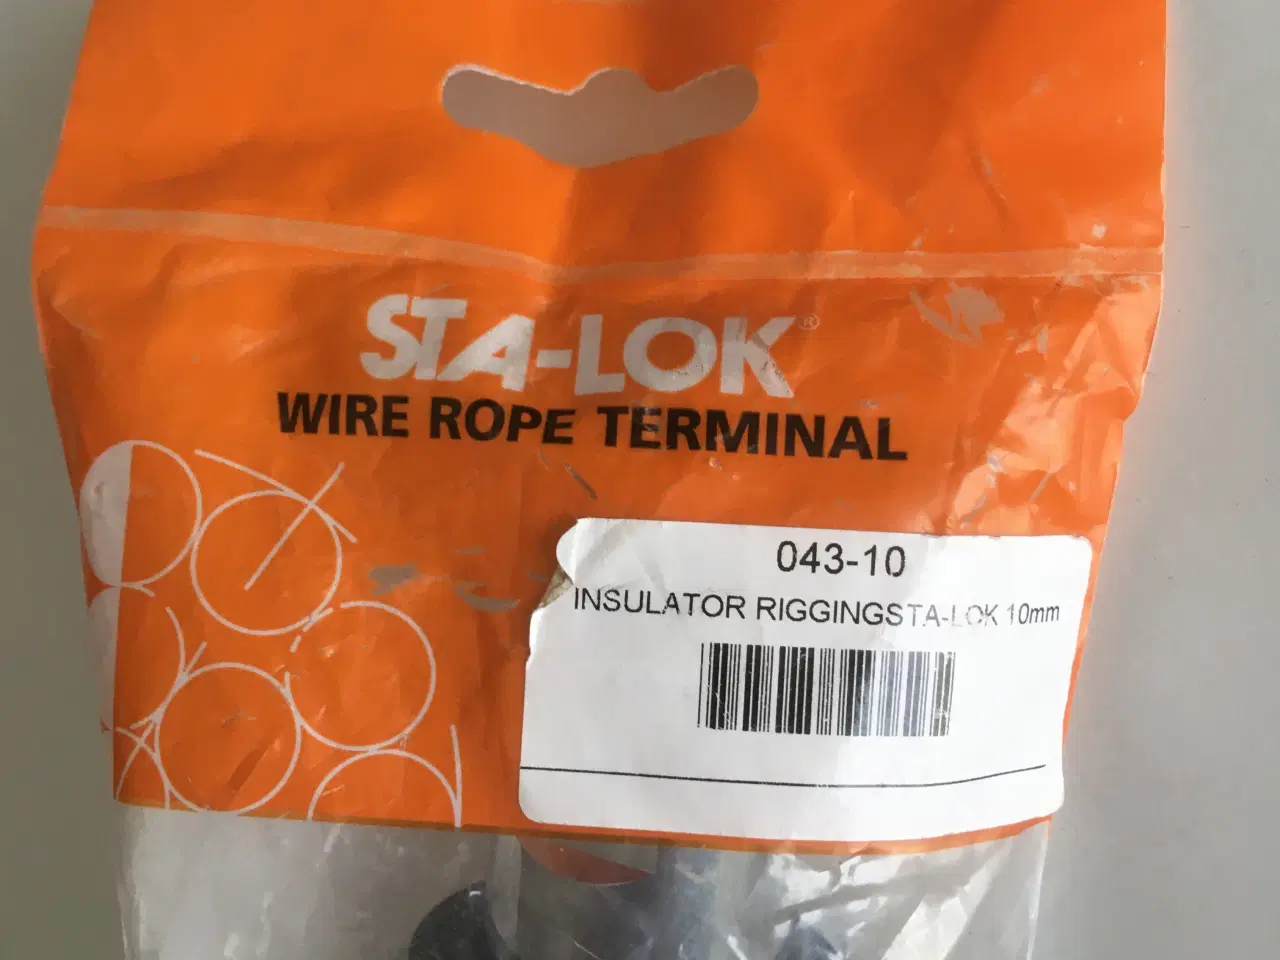 STA-LOK®
WIRE ROPE TERMINAL
043-10
INSULATOR RIGGINGSTA-LOK 10mm